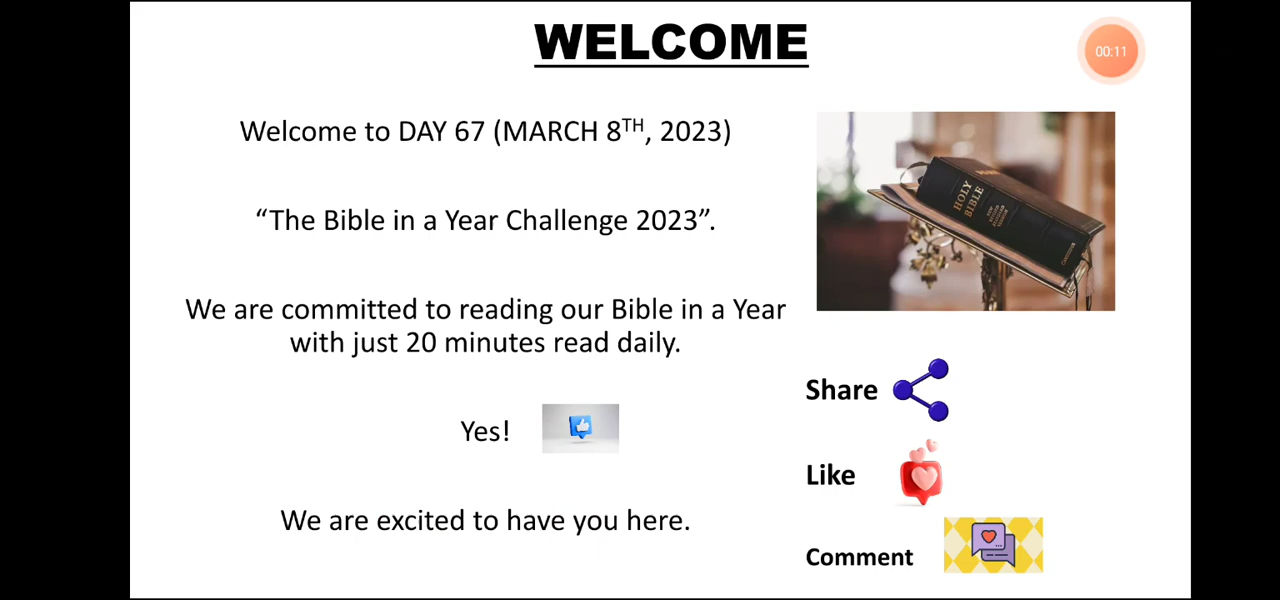 WELCOME
00:11
Welcome to DAY 67 (MARCH 8TH, 2023)
“The Bible in a Year Challenge 2023”.
We are committed to reading our Bible in a Year
with just 20 minutes read daily.
Yes!
We are excited to have you here.
HOLY
BIBLE
Share
Like
Comment